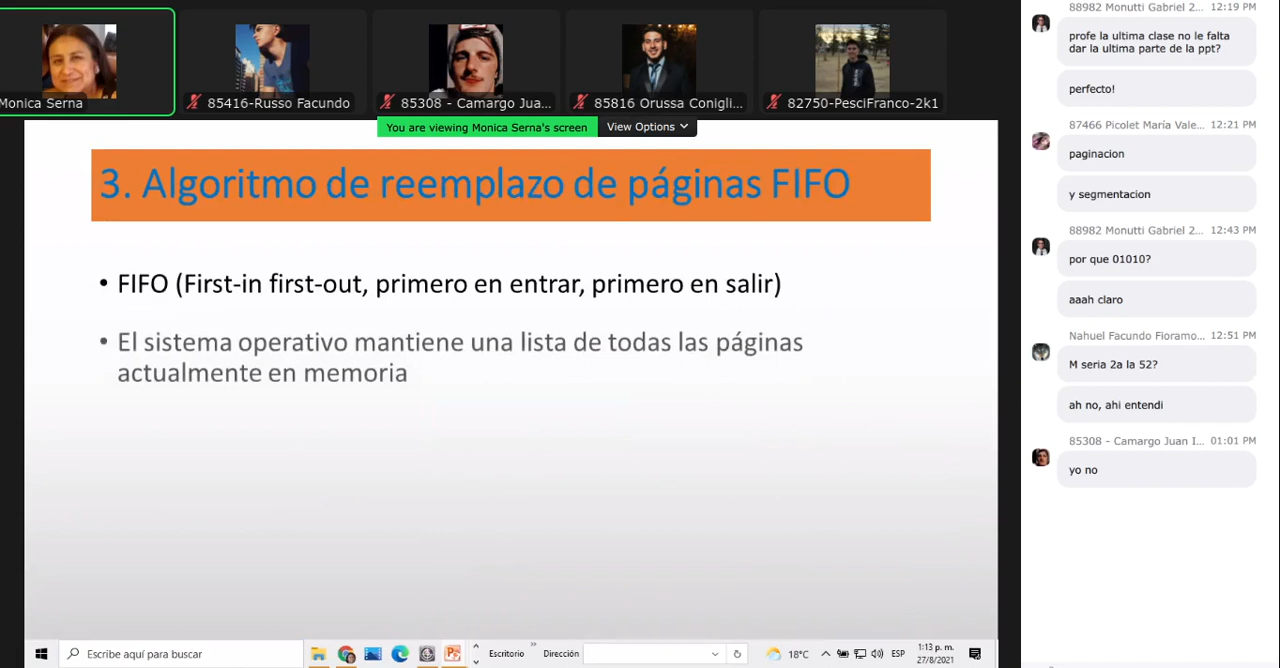 Monica Serna
85416-Russo Facundo
85308 - Camargo Jua...
85816 Orussa Conigli...
82750-PesciFranco-2k1
You are viewing Monica Serna's screen
View Options
3. Algoritmo de reemplazo de páginas FIFO
• FIFO (First-in first-out, primero en entrar, primero en salir)
• El sistema operativo mantiene una lista de todas las páginas
actualmente en memoria
Escribe aquí para buscar
Escritorio
Dirección
18°C
ESP
1:13 p. m.
27/8/2021
88982 Monutti Gabriel 2... 12:19 PM
profe la ultima clase no le falta
dar la ultima parte de la ppt?
perfecto!
87466 Picolet María Vale... 12:21 PM
paginacion
y segmentacion
88982 Monutti Gabriel 2... 12:43 PM
por que 01010?
aaah claro
Nahuel Facundo Fioramo... 12:51 PM
M seria 2a la 52?
ah no, ahi entendi
85308 - Camargo Juan I... 01:01 PM
yo no